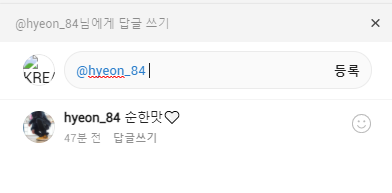 @hyeon_84님에게 답글 쓰기 ×
KREA
@hyeon_84 등록
hyeon_84 순한맛♡
47분 전 답글쓰기